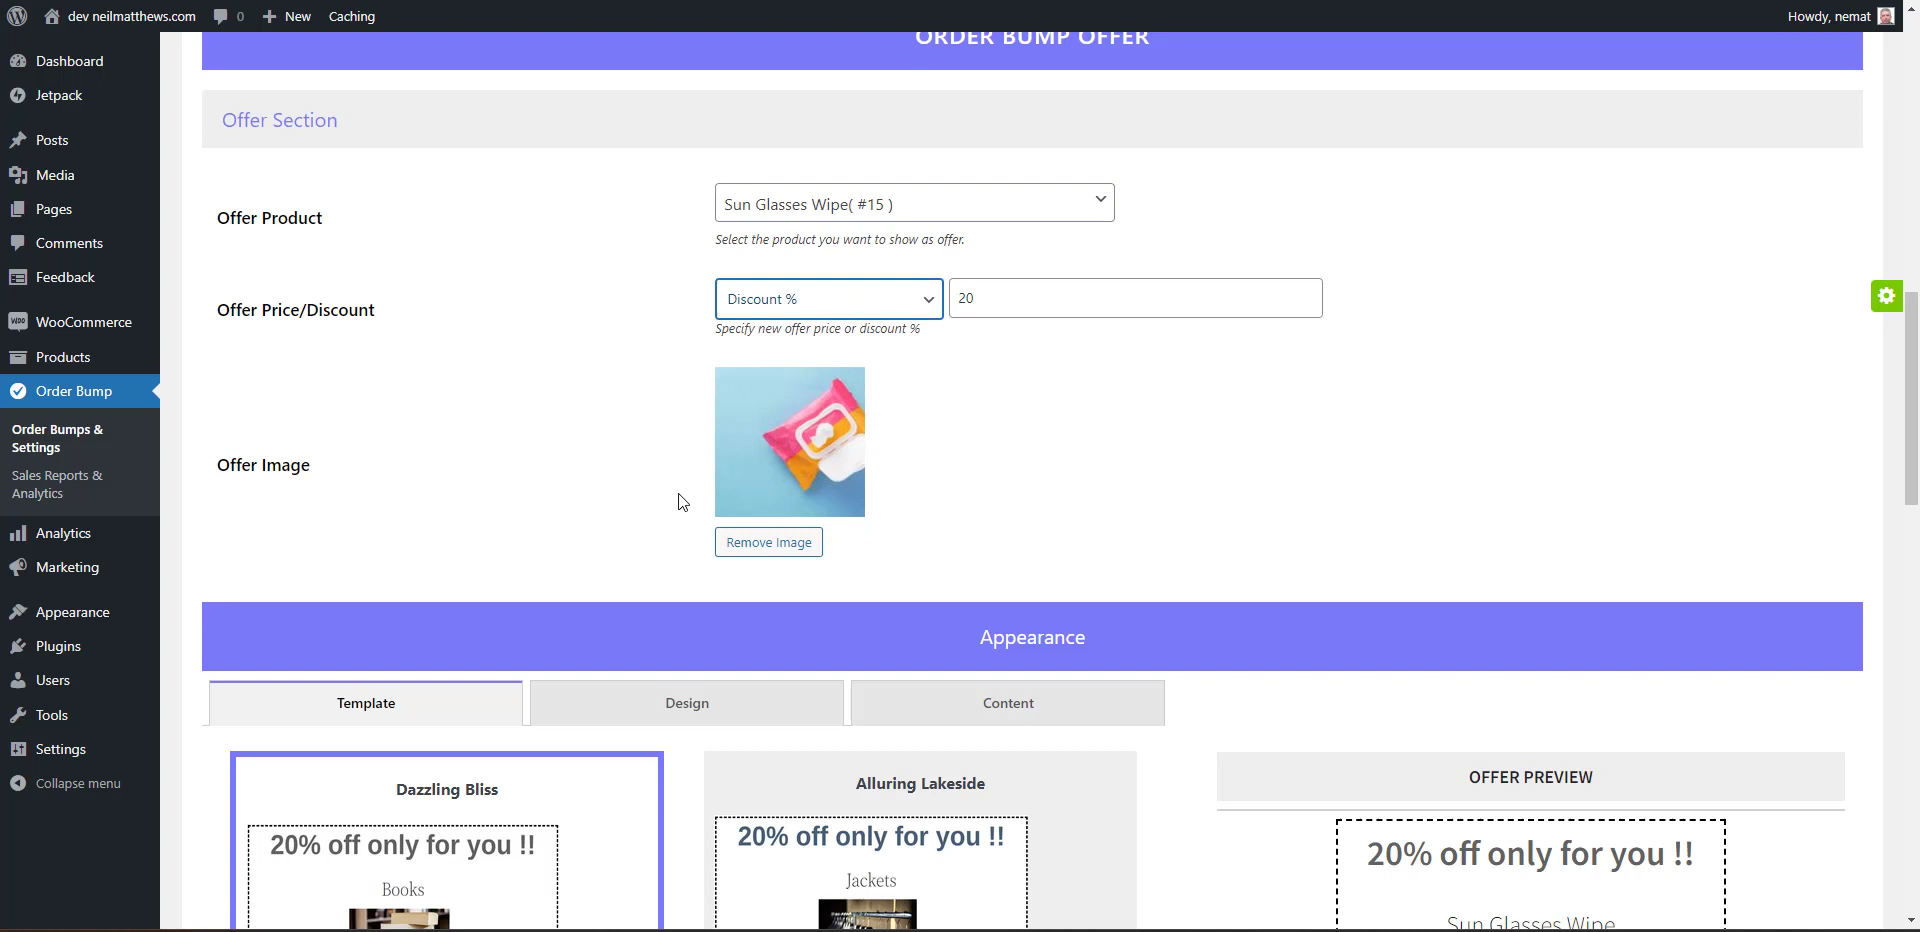 dev neilmatthews.com
0
New
Caching
Howdy, nemat
Dashboard
Jetpack
Posts
Media
Pages
Comments
Feedback
WooCommerce
Products
Order Bump
Order Bumps &
Settings
Sales Reports &
Analytics
Analytics
Marketing
Appearance
Plugins
Users
Tools
Settings
Collapse menu
ORDER BUMP OFFER
Offer Section
Offer Product
Sun Glasses Wipe( #15 )
Select the product you want to show as offer.
Offer Price/Discount
Discount %
20
Specify new offer price or discount %
Offer Image
Remove Image
Appearance
Template
Design
Content
Dazzling Bliss
20% off only for you !!
Books
Alluring Lakeside
20% off only for you !!
Jackets
OFFER PREVIEW
20% off only for you !!
Sun Glasses Wipe